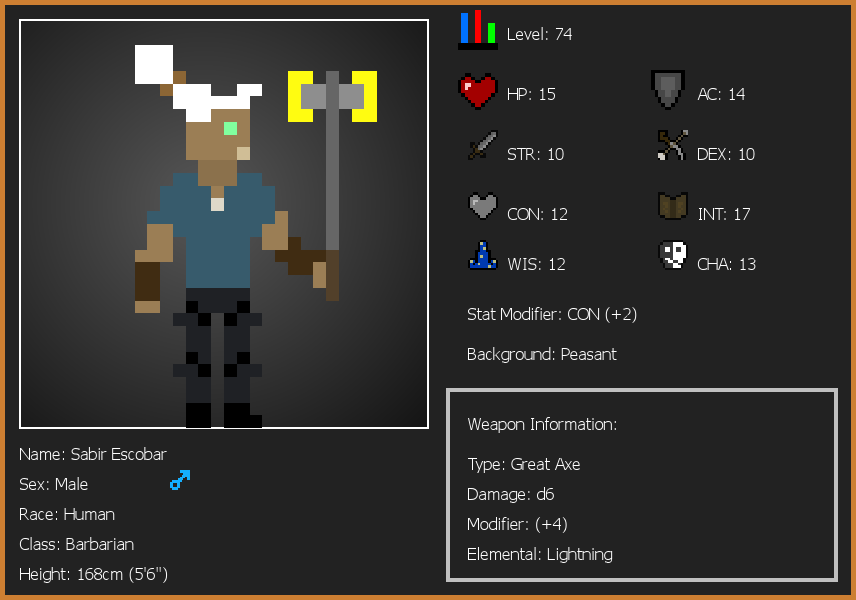 Level: 74
HP: 15
AC: 14
STR: 10
DEX: 10
CON: 12
INT: 17
WIS: 12
CHA: 13
Stat Modifier: CON (+2)
Background: Peasant
Weapon Information:
Type: Great Axe
Damage: d6
Modifier: (+4)
Elemental: Lightning
Name: Sabir Escobar
Sex: Male
Race: Human
Class: Barbarian
Height: 168cm (5'6")